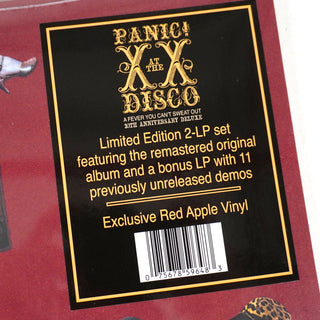 PANIC!
XX
AT THE
DISCO
A FEVER YOU CAN'T SWEAT OUT
20TH ANNIVERSARY DELUXE
Limited Edition 2-LP set
featuring the remastered original
album and a bonus LP with 11
previously unreleased demos
Exclusive Red Apple Vinyl
0 75678 59648 3